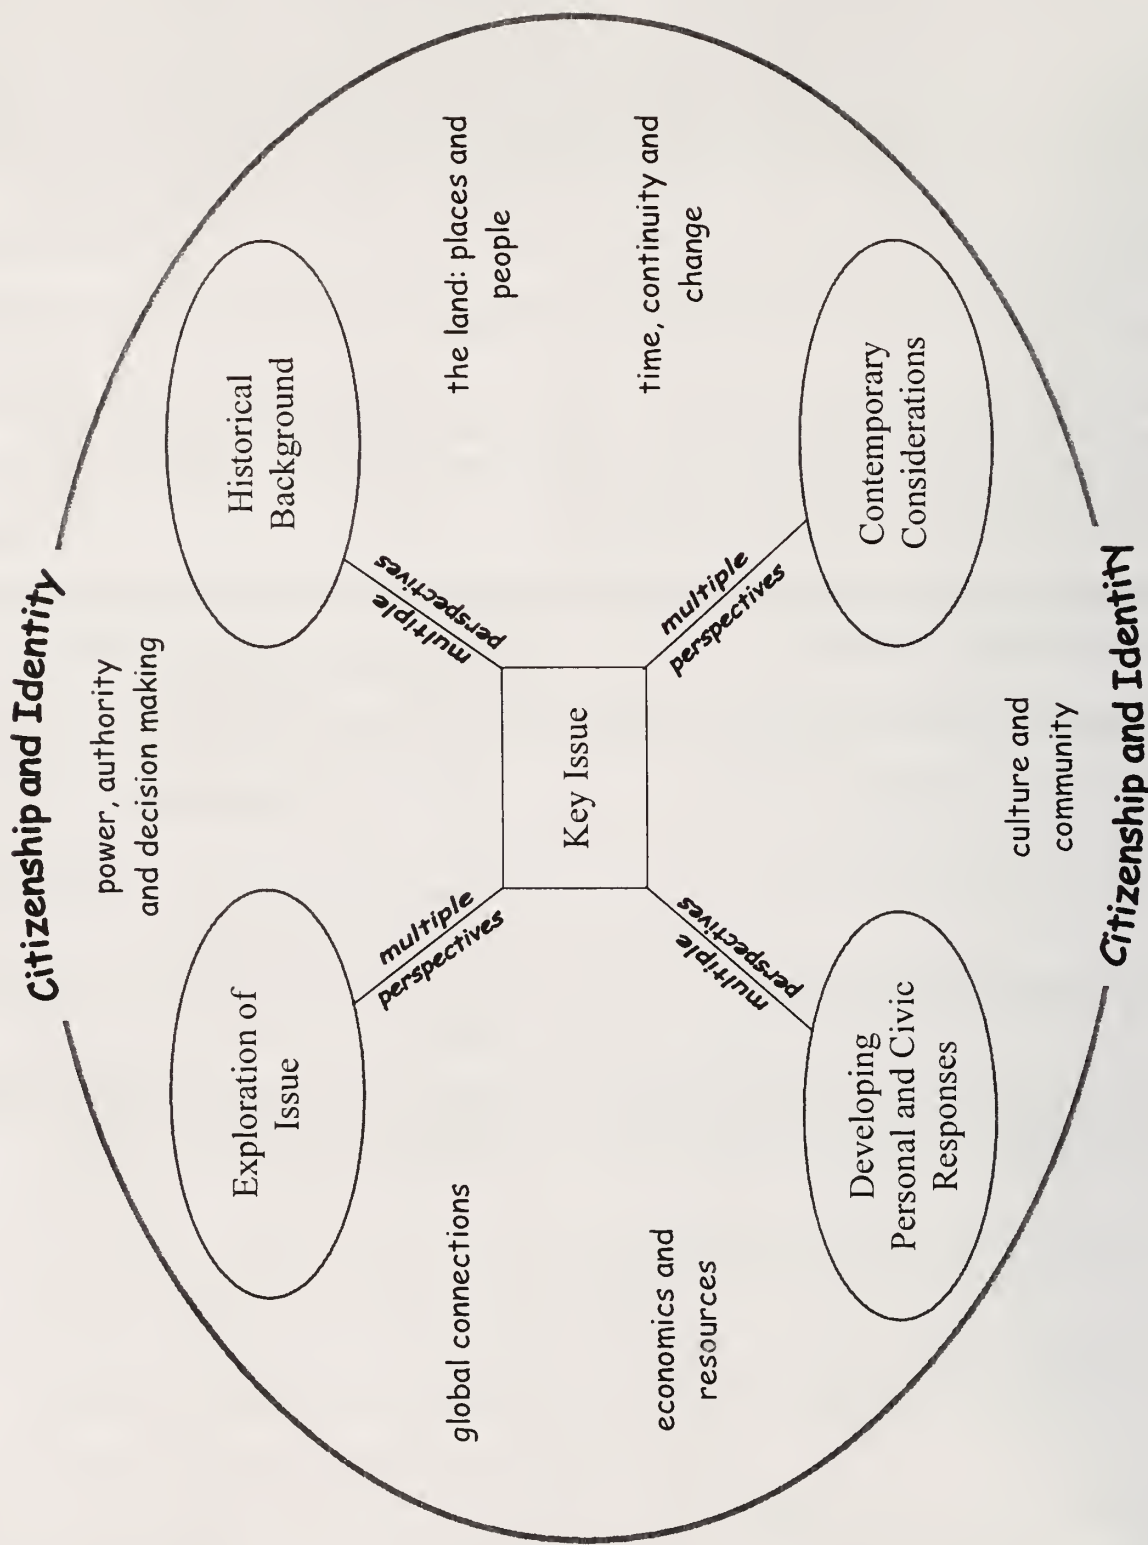 Citizenship and Identity
power, authority
and decision making
Exploration of
Issue
Historical
Background
multiple
perspectives
multiple
perspectives
global connections
the land: places and
people
Key Issue
economics and
resources
time, continuity and
change
multiple
perspectives
multiple
perspectives
Developing
Personal and Civic
Responses
Contemporary
Considerations
culture and
community
Citizenship and Identity